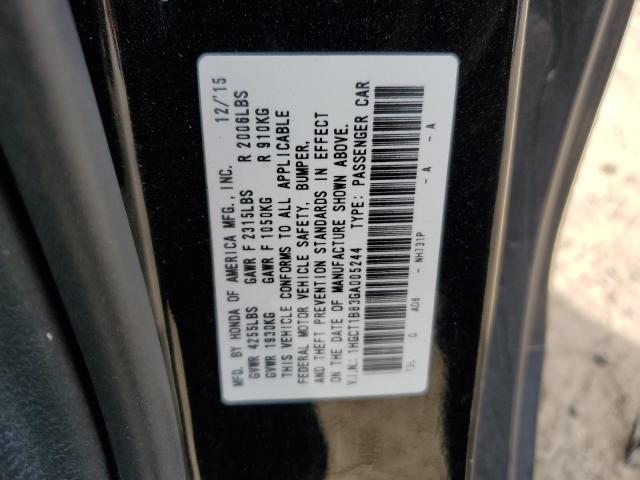 MFD. BY HONDA OF AMERICA MFG., INC. 12/'15
GVWR 4255LBS GAWR F 2315LBS R 2006LBS
GVWR 1930KG GAWR F 1050KG R 910KG
THIS VEHICLE CONFORMS TO ALL APPLICABLE
FEDERAL MOTOR VEHICLE SAFETY, BUMPER,
AND THEFT PREVENTION STANDARDS IN EFFECT
ON THE DATE OF MANUFACTURE SHOWN ABOVE.
V.I.N.: 1HGCT1B83GA005244 TYPE: PASSENGER CAR
T3L G AD8 - NH731P - A - A